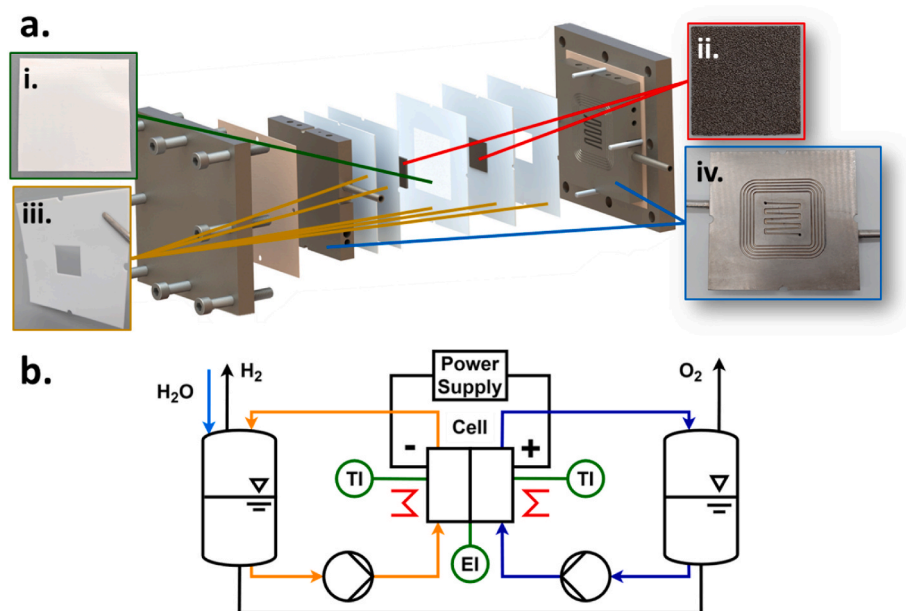 a.
i.
ii.
iii.
iv.
b.
H2O
H2
Power
Supply
O2
Cell
-
+
TI
TI
EI